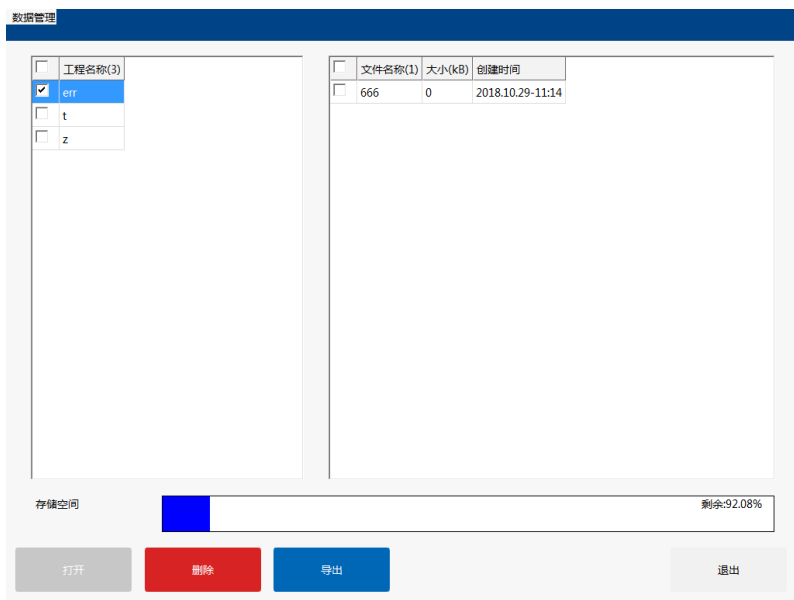 数据管理
工程名称(3)
err
t
z
文件名称(1) 大小(kB) 创建时间
666 0 2018.10.29-11:14
存储空间
剩余:92.08%
打开 删除 导出 退出